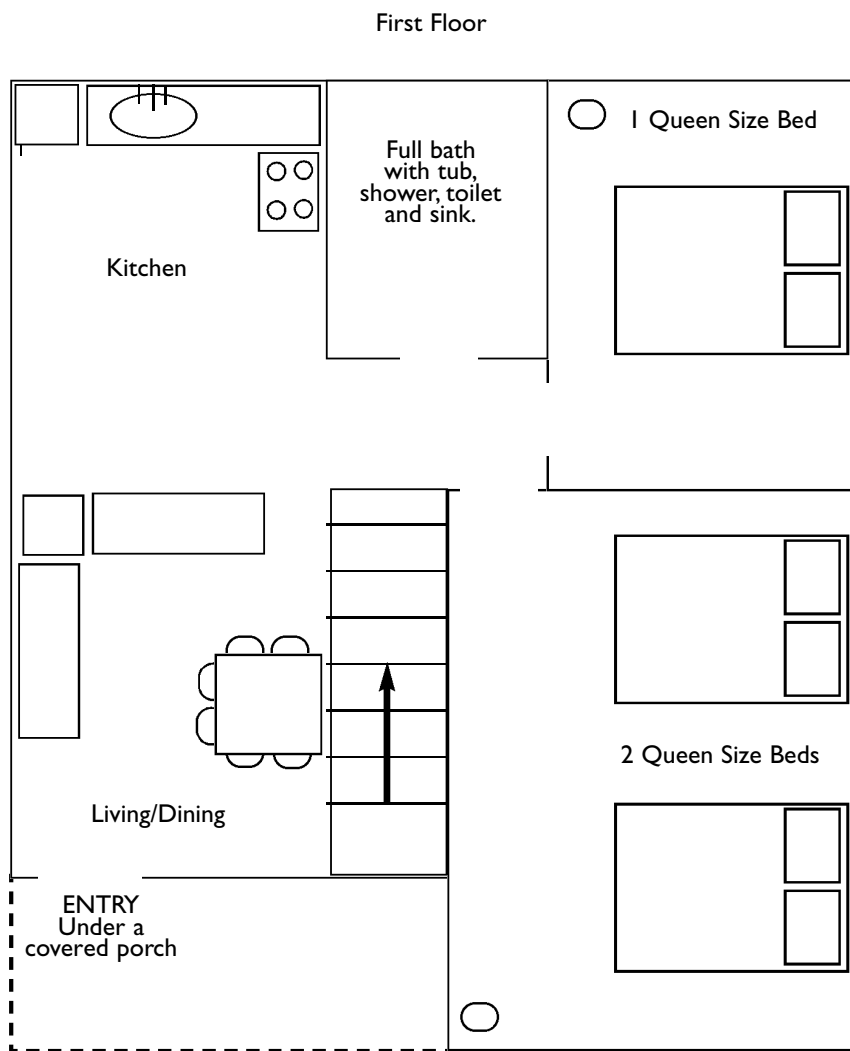 First Floor
1 Queen Size Bed
Full bath
with tub,
shower, toilet
and sink.
Kitchen
2 Queen Size Beds
Living/Dining
ENTRY
Under a
covered porch